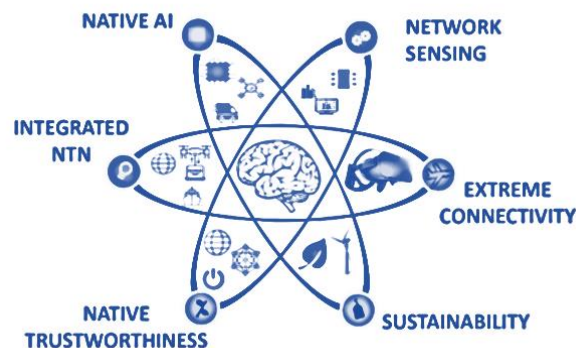 NATIVE AI
NETWORK
SENSING
INTEGRATED
NTN
EXTREME
CONNECTIVITY
NATIVE
TRUSTWORTHINESS
SUSTAINABILITY